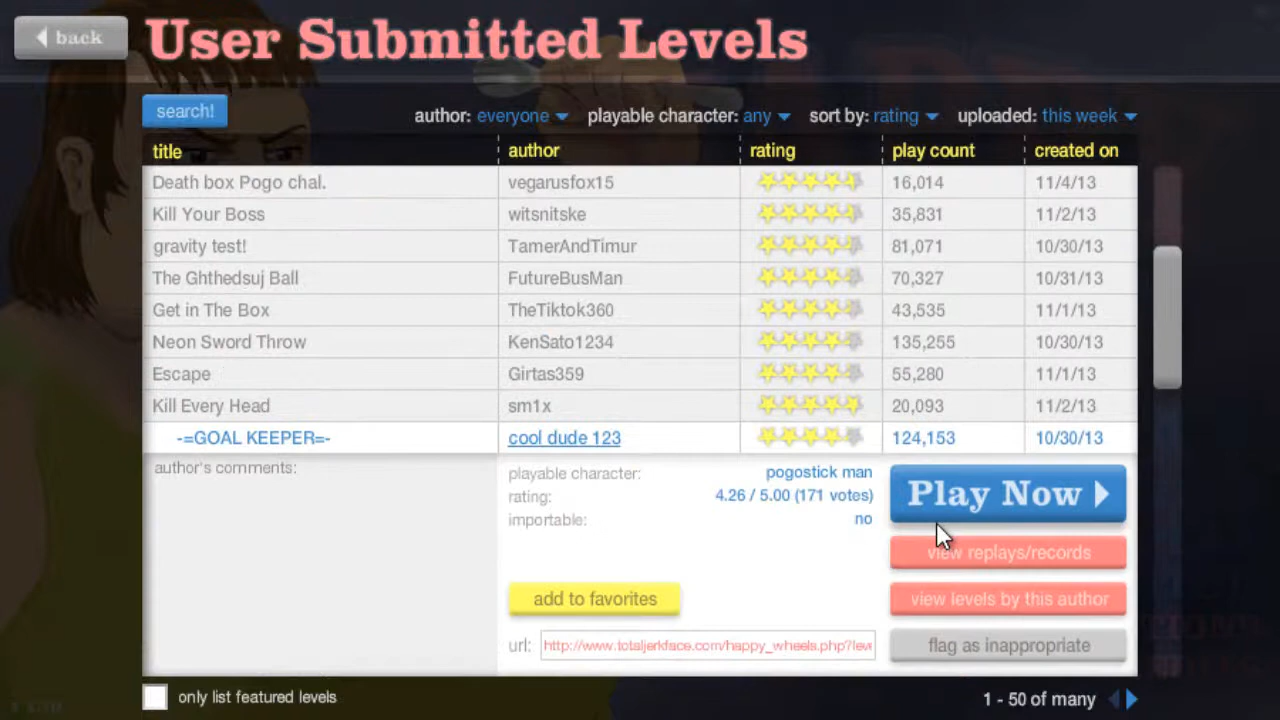 back
User Submitted Levels
search!
author: everyone playable character: any sort by: rating uploaded: this week
title author rating play count created on
Death box Pogo chal. vegarusfox15 16,014 11/4/13
Kill Your Boss witsnitske 35,831 11/2/13
gravity test! TamerAndTimur 81,071 10/30/13
The Ghthedsuj Ball FutureBusMan 70,327 10/31/13
Get in The Box TheTiktok360 43,535 11/1/13
Neon Sword Throw KenSato1234 135,255 10/30/13
Escape Girtas359 55,280 11/1/13
Kill Every Head sm1x 20,093 11/2/13
-=GOAL KEEPER=- cool dude 123 124,153 10/30/13
author's comments:
playable character: pogostick man
rating: 4.26 / 5.00 (171 votes)
importable: no
Play Now
view replays/records
add to favorites
view levels by this author
url: http://www.totaljerkface.com/happy_wheels.php?leve
flag as inappropriate
only list featured levels
1 - 50 of many